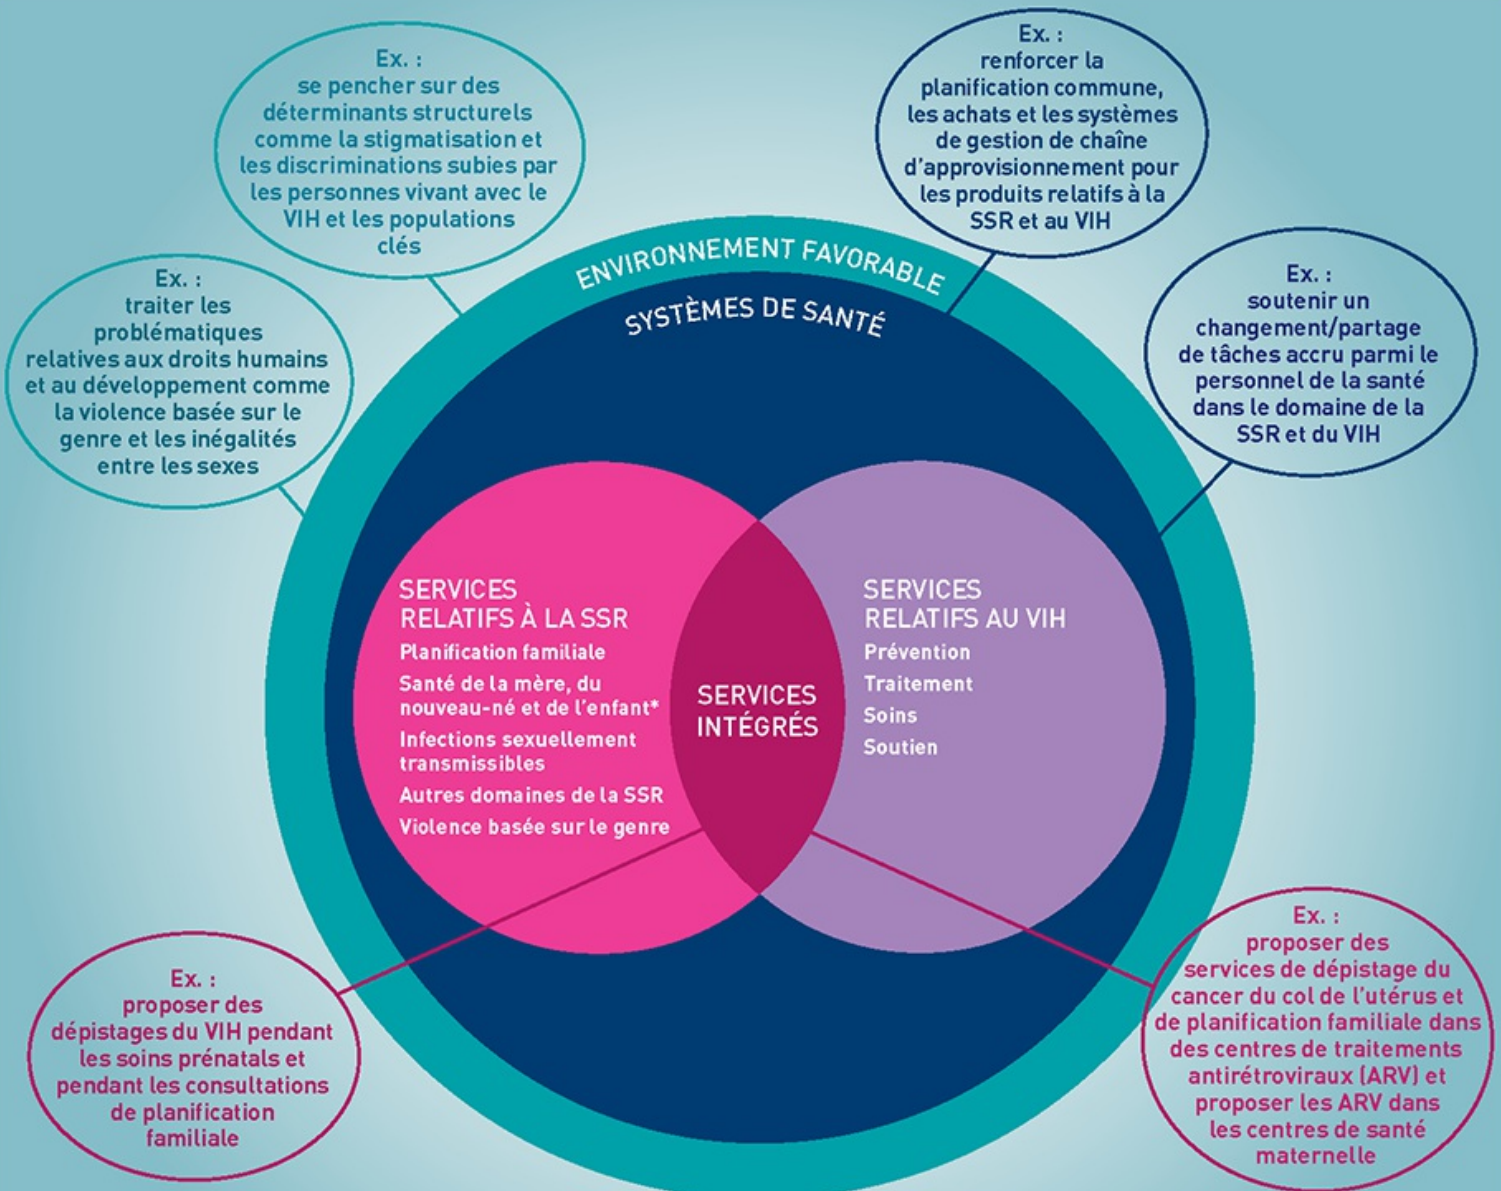 Ex. :
se pencher sur des
déterminants structurels
comme la stigmatisation et
les discriminations subies par
les personnes vivant avec le
VIH et les populations
clés
Ex. :
renforcer la
planification commune,
les achats et les systèmes
de gestion de chaîne
d'approvisionnement pour
les produits relatifs à la
SSR et au VIH
Ex. :
traiter les
problématiques
relatives aux droits humains
et au développement comme
la violence basée sur le
genre et les inégalités
entre les sexes
Ex. :
soutenir un
changement/partage
de tâches accru parmi le
personnel de la santé
dans le domaine de la
SSR et du VIH
ENVIRONNEMENT FAVORABLE
SYSTÈMES DE SANTÉ
SERVICES
RELATIFS À LA SSR
Planification familiale
Santé de la mère, du
nouveau-né et de l'enfant*
Infections sexuellement
transmissibles
Autres domaines de la SSR
Violence basée sur le genre
SERVICES
INTÉGRÉS
SERVICES
RELATIFS AU VIH
Prévention
Traitement
Soins
Soutien
Ex. :
proposer des
dépistages du VIH pendant
les soins prénatals et
pendant les consultations
de planification
familiale
Ex. :
proposer des
services de dépistage du
cancer du col de l'utérus et
de planification familiale dans
des centres de traitements
antirétroviraux (ARV) et
proposer les ARV dans
les centres de santé
maternelle